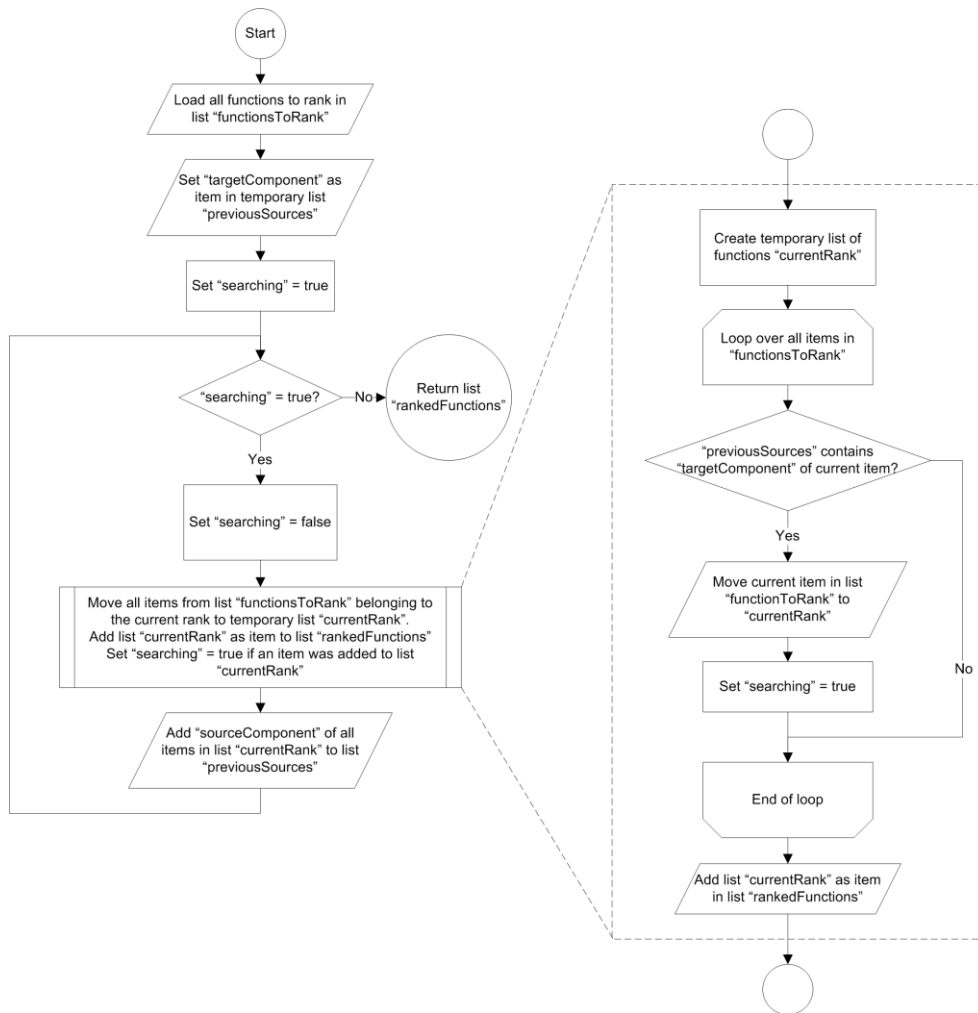 Start
Load all functions to rank in
list “functionsToRank”
Set “targetComponent” as
item in temporary list
“previousSources”
Set “searching” = true
“searching” = true?
No
Return list
“rankedFunctions”
Yes
Set “searching” = false
Move all items from list “functionsToRank” belonging to
the current rank to temporary list “currentRank”.
Add list “currentRank” as item to list “rankedFunctions”
Set “searching” = true if an item was added to list
“currentRank”
Add “sourceComponent” of all
items in list “currentRank” to list
“previousSources”
Create temporary list of
functions “currentRank”
Loop over all items in
“functionsToRank”
“previousSources” contains
“targetComponent” of current item?
Yes
Move current item in list
“functionToRank” to
“currentRank”
No
Set “searching” = true
End of loop
Add list “currentRank” as item
in list “rankedFunctions”